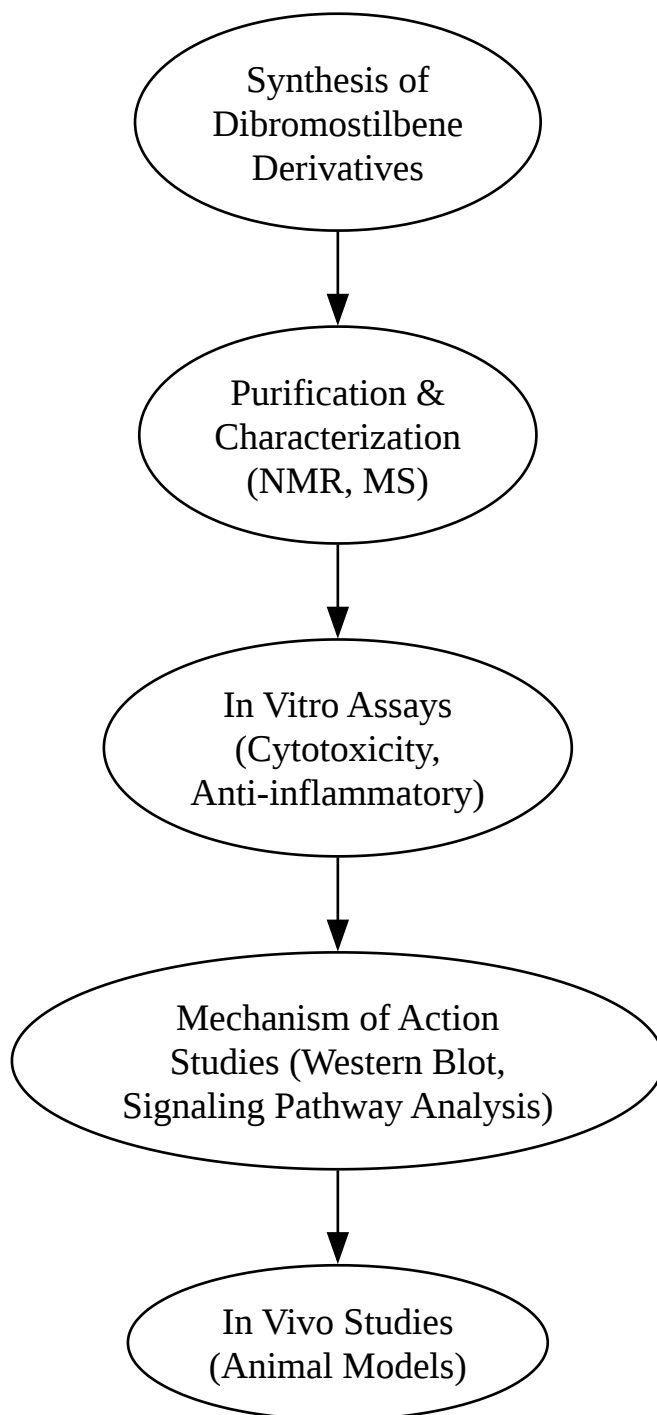 Synthesis of
Dibromostilbene
Derivatives
Purification &
Characterization
(NMR, MS)
In Vitro Assays
(Cytotoxicity,
Anti-inflammatory)
Mechanism of Action
Studies (Western Blot,
Signaling Pathway Analysis)
In Vivo Studies
(Animal Models)